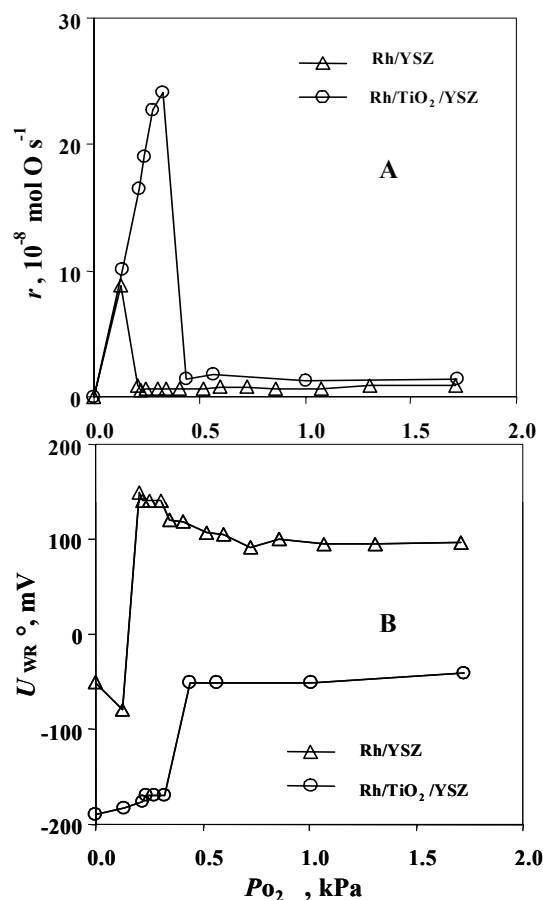 30
Rh/YSZ
Rh/TiO₂/YSZ
20
A
r, 10⁻⁸ mol O s⁻¹
10
0
0.0 0.5 1.0 1.5 2.0
200
100
U WR °, mV
0
B
-100
Rh/YSZ
Rh/TiO₂/YSZ
-200
0.0 0.5 1.0 1.5 2.0
Po₂ , kPa